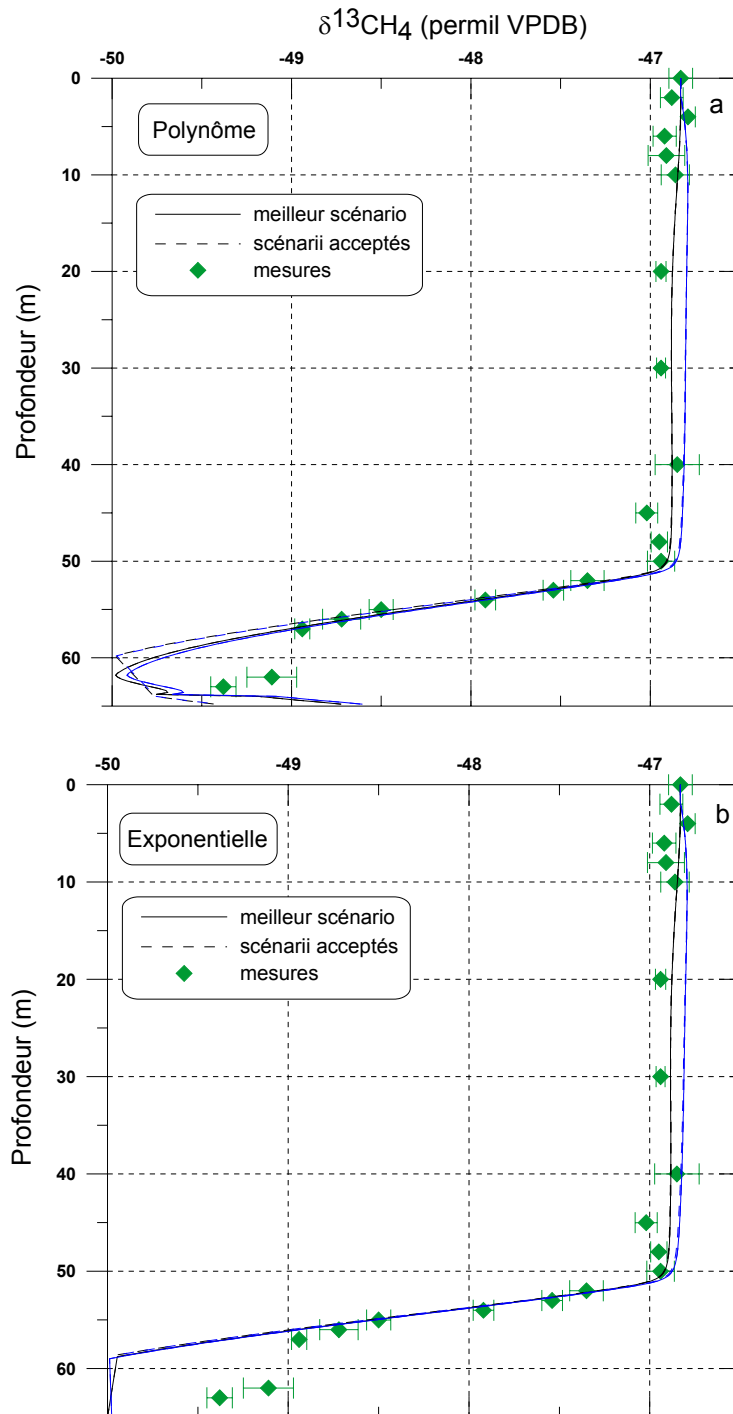 δ13CH4 (permil VPDB)
-50 -49 -48 -47
a
Polynôme
meilleur scénario
scénarii acceptés
mesures
Profondeur (m)
0
10
20
30
40
50
60
-50 -49 -48 -47
b
Exponentielle
meilleur scénario
scénarii acceptés
mesures
Profondeur (m)
0
10
20
30
40
50
60